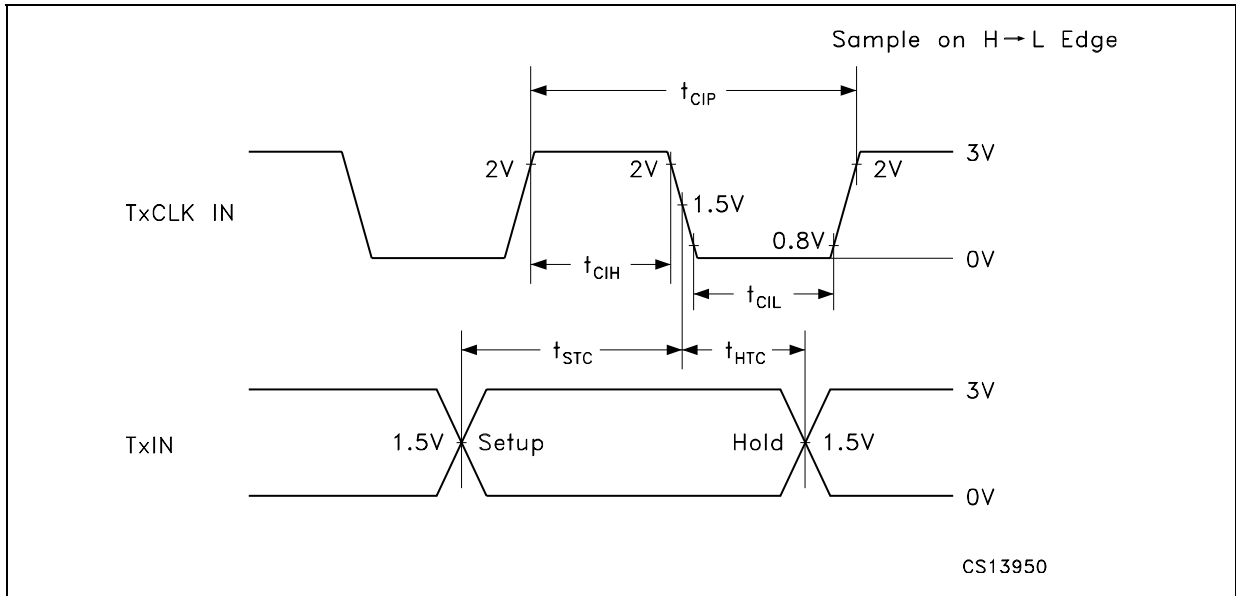 Sample on H→L Edge
tCIP
3V
2V
2V
2V
1.5V
TxCLK IN
0.8V
0V
tCIH
tCIL
tSTC
tHTC
3V
TxIN
1.5V
Setup
Hold
1.5V
0V
CS13950